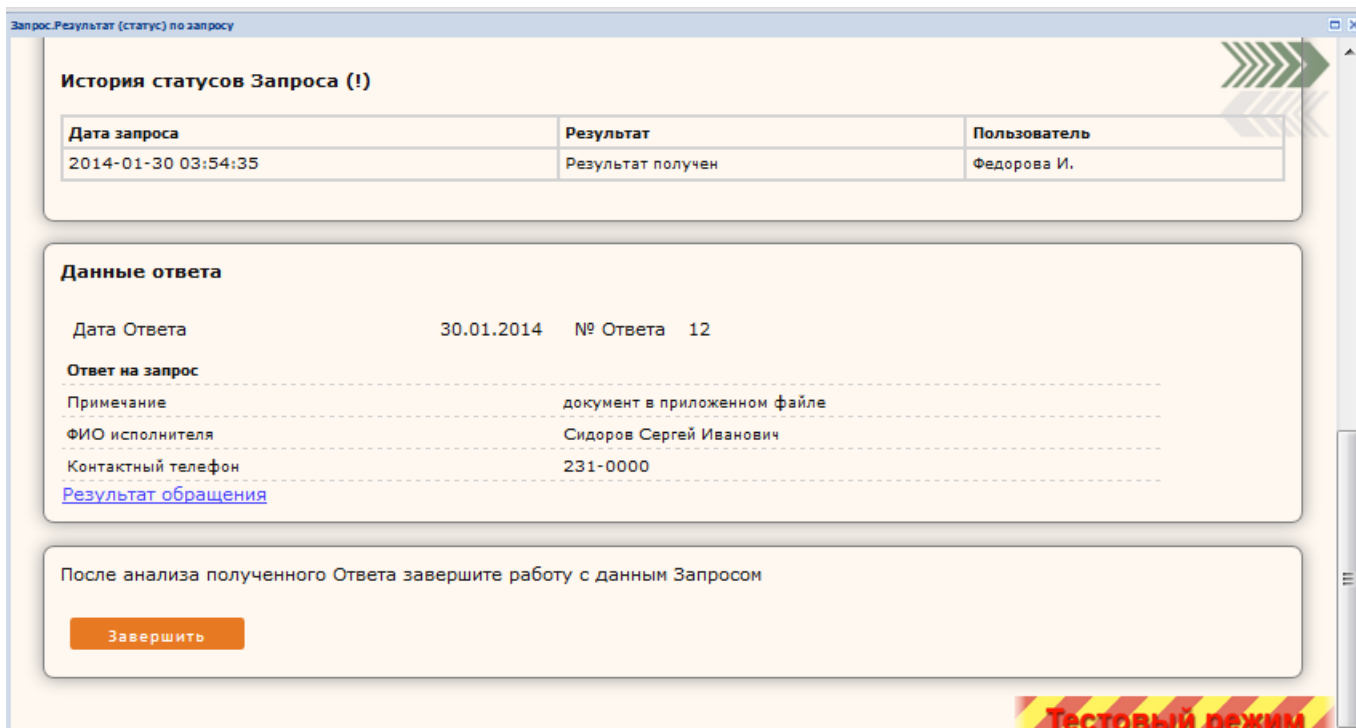 Запрос.Результат (статус) по запросу
История статусов Запроса (!)
Дата запроса Результат Пользователь
2014-01-30 03:54:35 Результат получен Федорова И.
Данные ответа
Дата Ответа 30.01.2014 № Ответа 12
Ответ на запрос
Примечание документ в приложенном файле
ФИО исполнителя Сидоров Сергей Иванович
Контактный телефон 231-0000
Результат обращения
После анализа полученного Ответа завершите работу с данным Запросом
Завершить
Тестовый режим